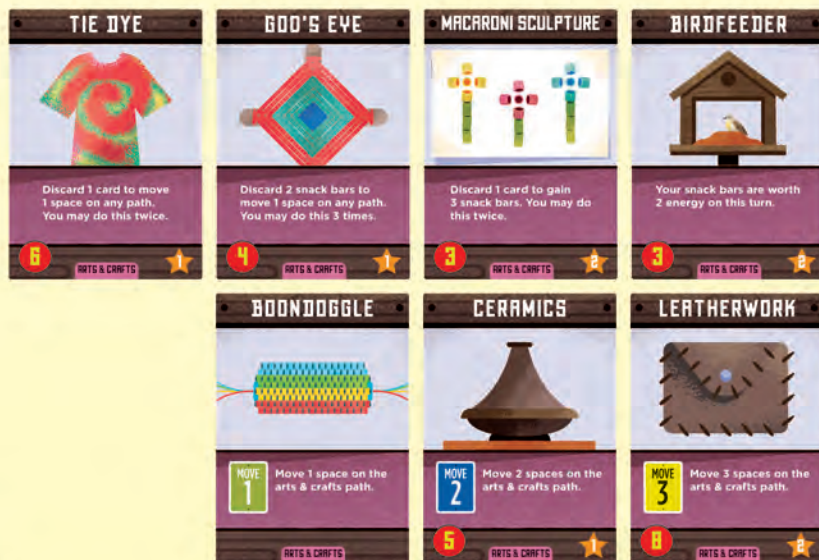 TIE DYE
Discard 1 card to move
1 space on any path.
You may do this twice.
6
ARTS & CRAFTS
1
GOD'S EYE
Discard 2 snack bars to
move 1 space on any path.
You may do this 3 times.
4
ARTS & CRAFTS
1
MACARONI SCULPTURE
Discard 1 card to gain
3 snack bars. You may do
this twice.
3
ARTS & CRAFTS
2
BIRDFEEDER
Your snack bars are worth
2 energy on this turn.
3
ARTS & CRAFTS
2
BOONDOGGLE
MOVE
1
Move 1 space on the
arts & crafts path.
ARTS & CRAFTS
CERAMICS
MOVE
2
Move 2 spaces on the
arts & crafts path.
5
ARTS & CRAFTS
1
LEATHERWORK
MOVE
3
Move 3 spaces on the
arts & crafts path.
8
ARTS & CRAFTS
2